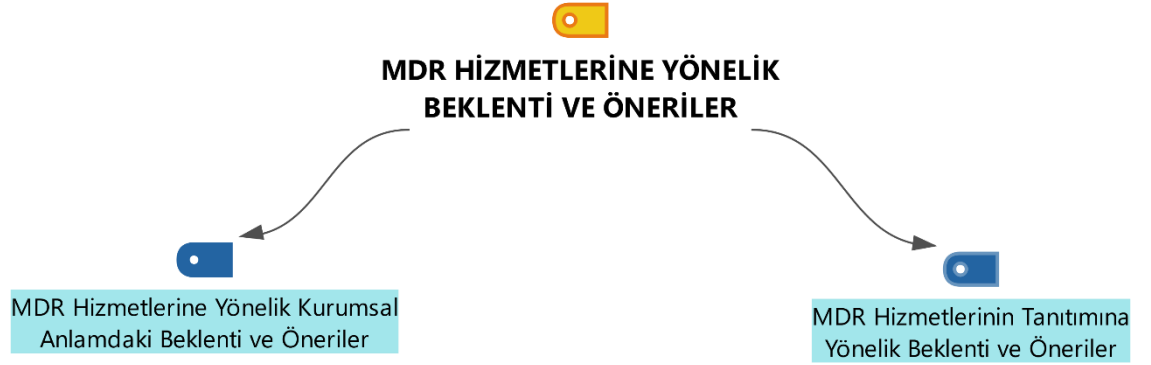 MDR HİZMETLERİNE YÖNELİK
BEKLENTİ VE ÖNERİLER
MDR Hizmetlerine Yönelik Kurumsal
Anlamdaki Beklenti ve Öneriler
MDR Hizmetlerinin Tanıtımına
Yönelik Beklenti ve Öneriler